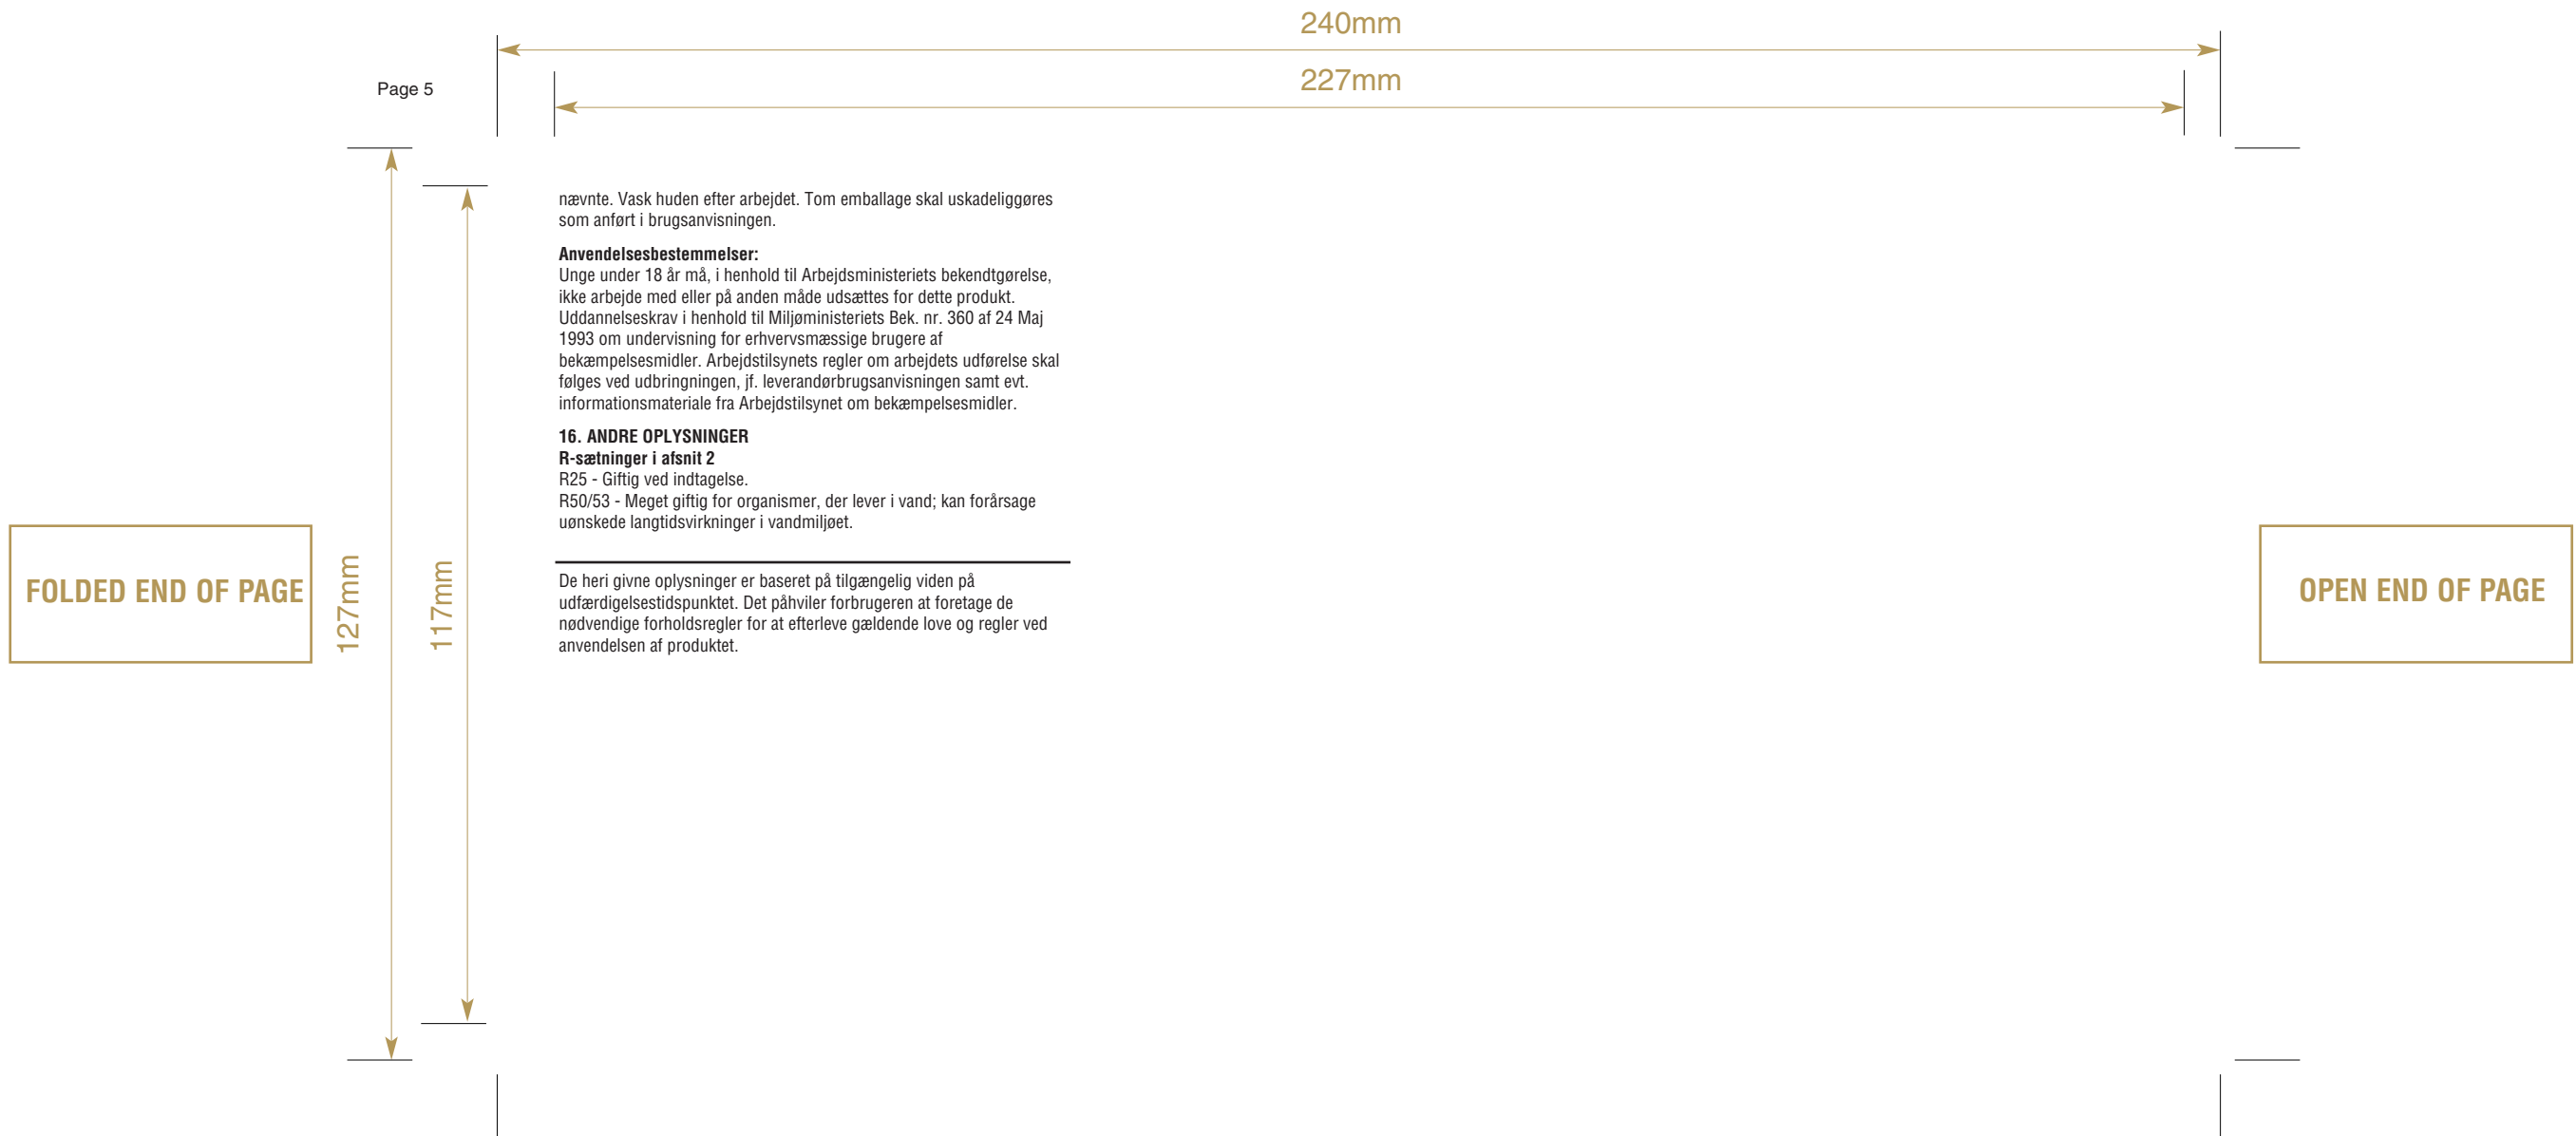 240mm
227mm
Page 5
nævnte. Vask huden efter arbejdet. Tom emballage skal uskadeliggøres
som anført i brugsanvisningen.
Anvendelsesbestemmelser:
Unge under 18 år må, i henhold til Arbejdsministeriets bekendtgørelse,
ikke arbejde med eller på anden måde udsættes for dette produkt.
Uddannelseskrav i henhold til Miljøministeriets Bek. nr. 360 af 24 Maj
1993 om undervisning for erhvervsmæssige brugere af
bekæmpelsesmidler. Arbejdstilsynets regler om arbejdets udførelse skal
følges ved udbringningen, jf. leverandørbrugsanvisningen samt evt.
informationsmateriale fra Arbejdstilsynet om bekæmpelsesmidler.
16. ANDRE OPLYSNINGER
R-sætninger i afsnit 2
R25 - Giftig ved indtagelse.
R50/53 - Meget giftig for organismer, der lever i vand; kan forårsage
uønskede langtidsvirkninger i vandmiljøet.
De heri givne oplysninger er baseret på tilgængelig viden på
udfærdigelsestidspunktet. Det påhviler forbrugeren at foretage de
nødvendige forholdsregler for at efterleve gældende love og regler ved
anvendelsen af produktet.
FOLDED END OF PAGE
127mm
117mm
OPEN END OF PAGE